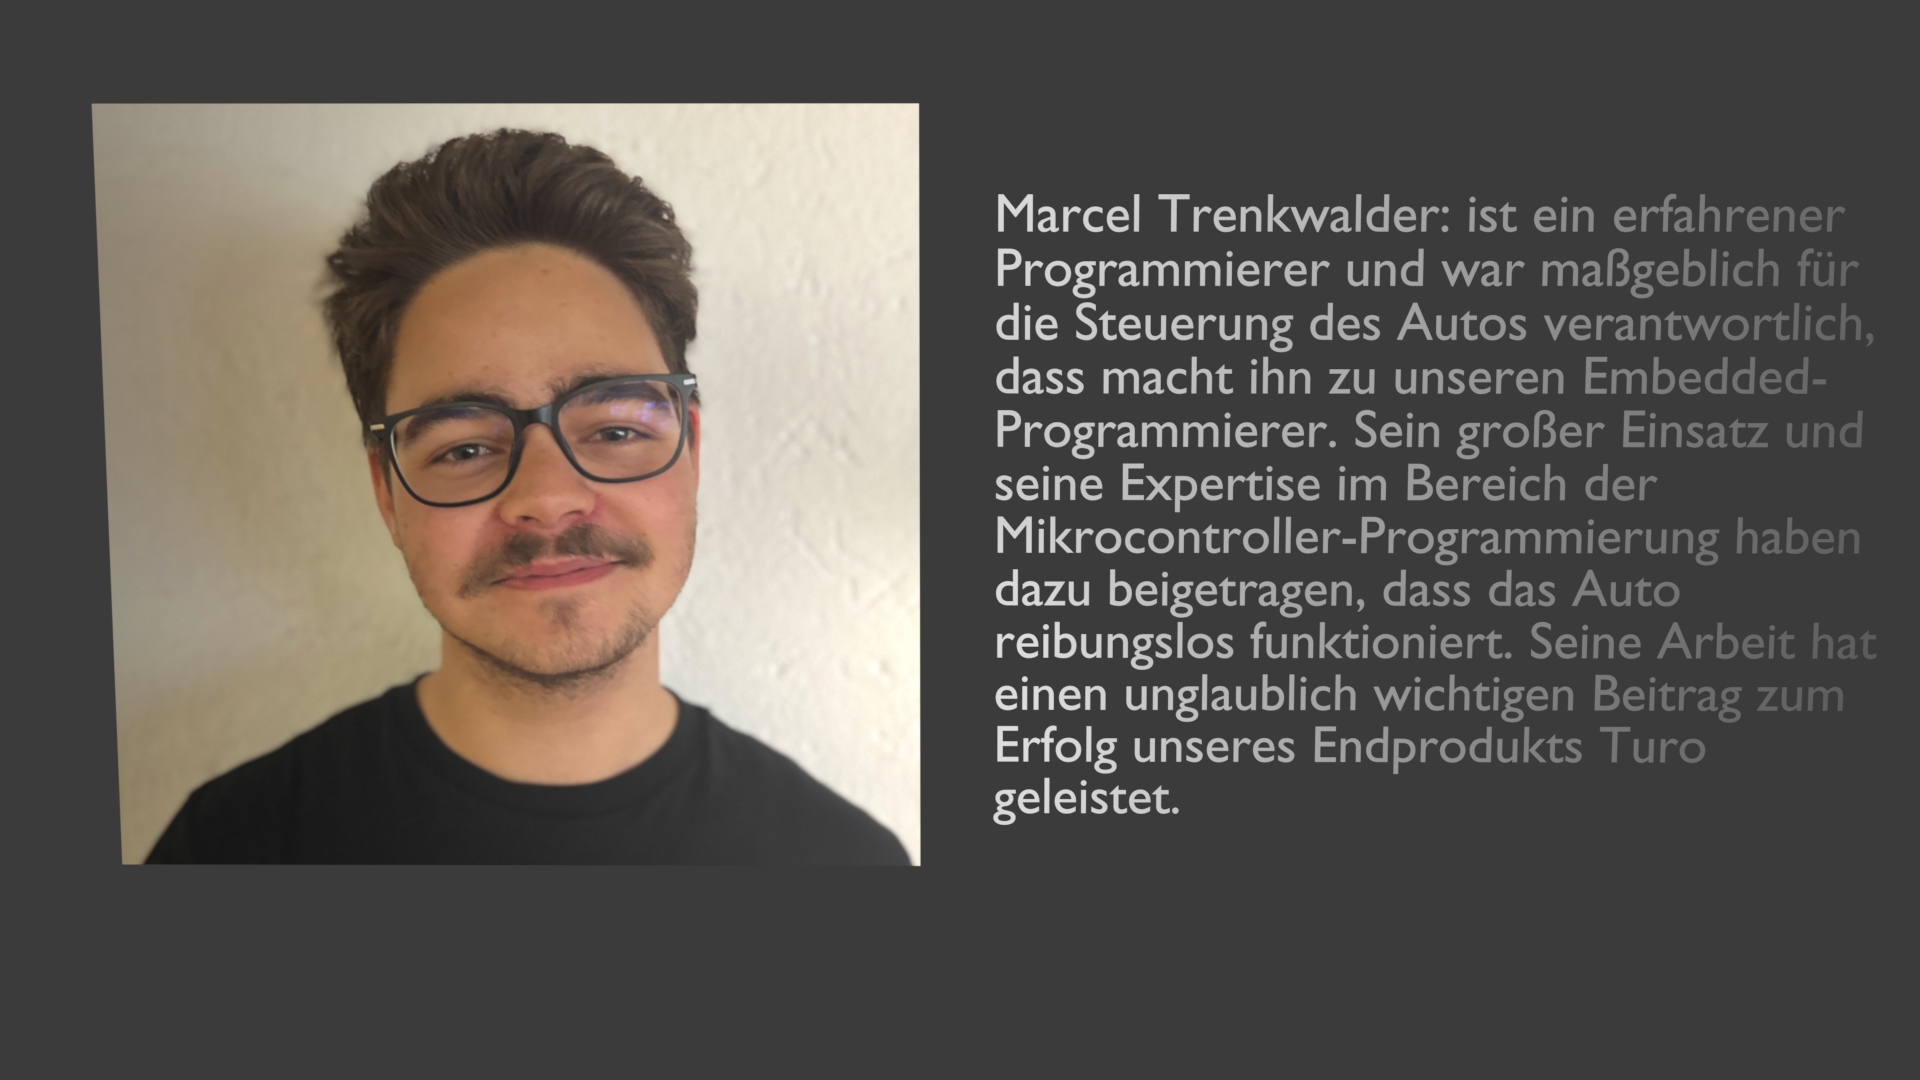 Marcel Trenkwalder: ist ein erfahrener
Programmierer und war maßgeblich für
die Steuerung des Autos verantwortlich,
dass macht ihn zu unseren Embedded-
Programmierer. Sein großer Einsatz und
seine Expertise im Bereich der
Mikrocontroller-Programmierung haben
dazu beigetragen, dass das Auto
reibungslos funktioniert. Seine Arbeit hat
einen unglaublich wichtigen Beitrag zum
Erfolg unseres Endprodukts Turo
geleistet.